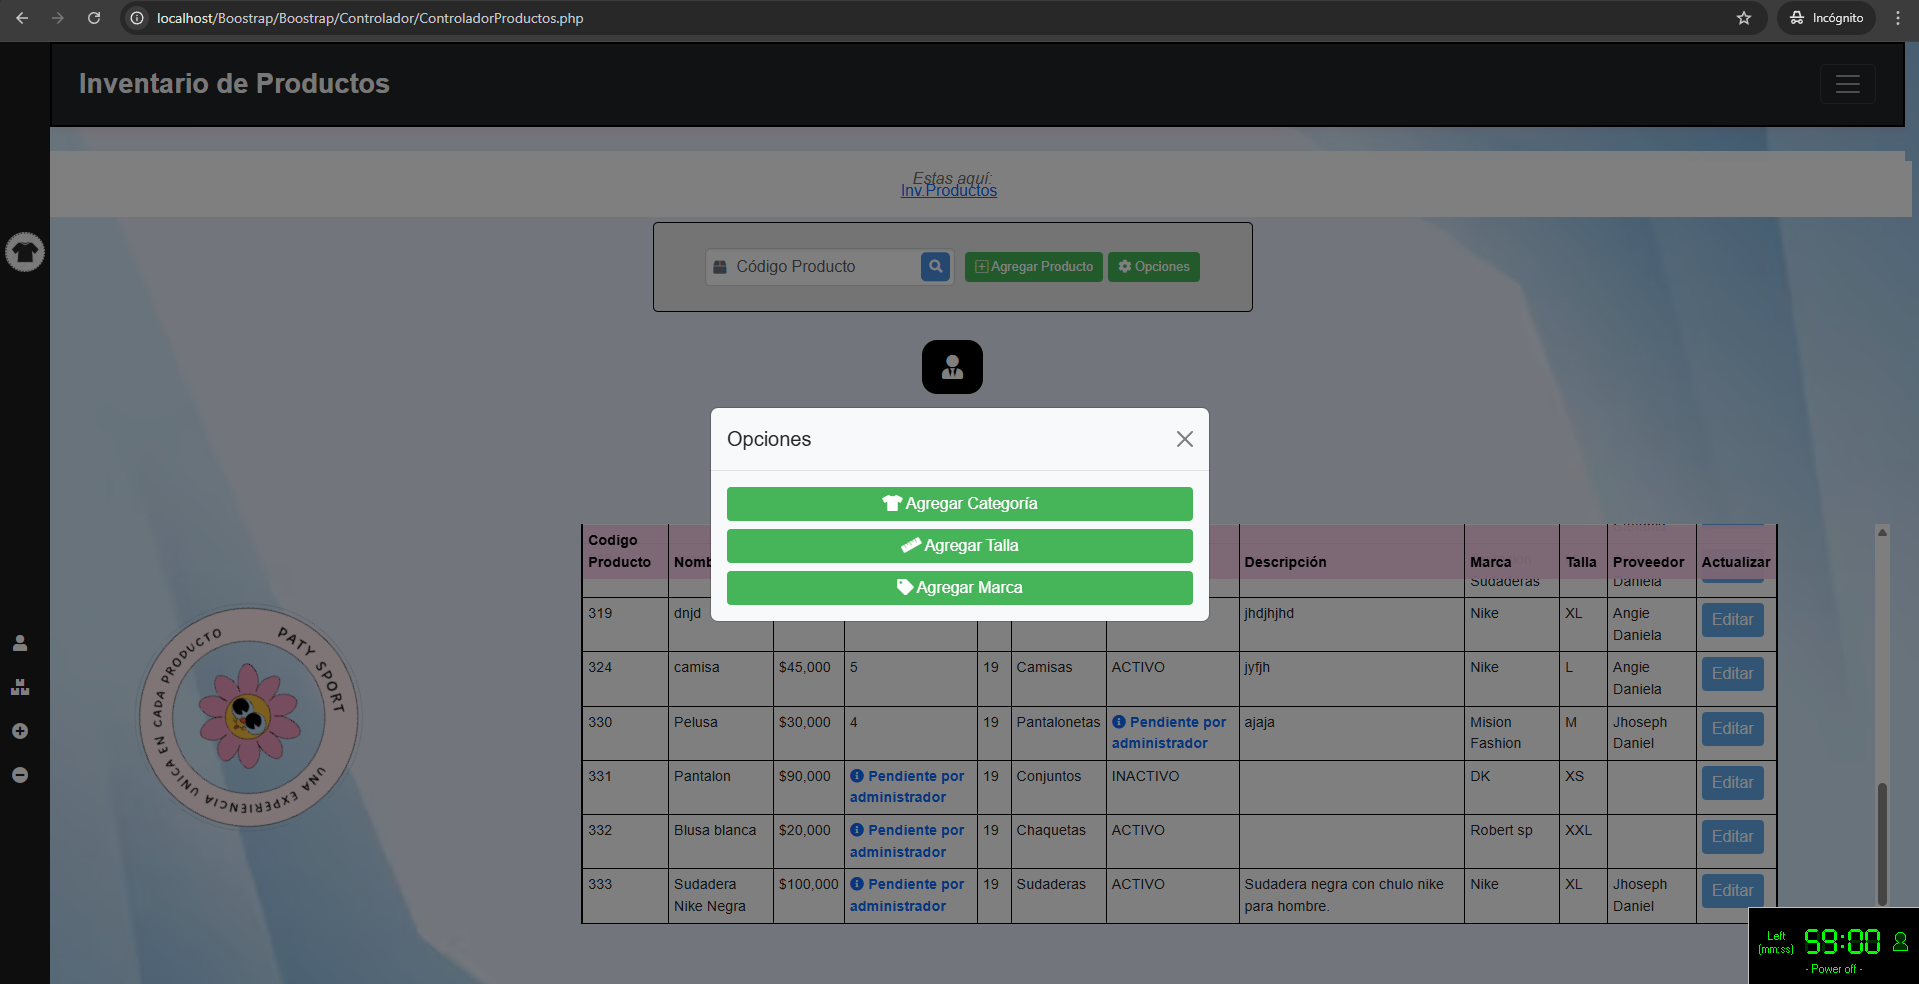 localhost/Boostrap/Boostrap/Controlador/ControladorProductos.php
Incógnito
Inventario de Productos
Estas aquí:
Inv.Productos
Código Producto
Agregar Producto
Opciones
Opciones
Agregar Categoría
Agregar Talla
Agregar Marca
Codigo Producto Descripción Marca Talla Proveedor Actualizar
Sudaderas Daniela
319 dnjd jhdjhjhd Nike XL Angie Daniela Editar
324 camisa $45,000 5 19 Camisas ACTIVO jyfjh Nike L Angie Daniela Editar
330 Pelusa $30,000 4 19 Pantalonetas Pendiente por administrador ajaja Mision Fashion M Jhoseph Daniel Editar
331 Pantalon $90,000 Pendiente por administrador 19 Conjuntos INACTIVO DK XS Editar
332 Blusa blanca $20,000 Pendiente por administrador 19 Chaquetas ACTIVO Robert sp XXL Editar
333 Sudadera Nike Negra $100,000 Pendiente por administrador 19 Sudaderas ACTIVO Sudadera negra con chulo nike para hombre. Nike XL Jhoseph Daniel Editar
PATY SPORT
UNA EXPERIENCIA UNICA EN CADA PRODUCTO
Left
(mm:ss)
59:00
- Power off -